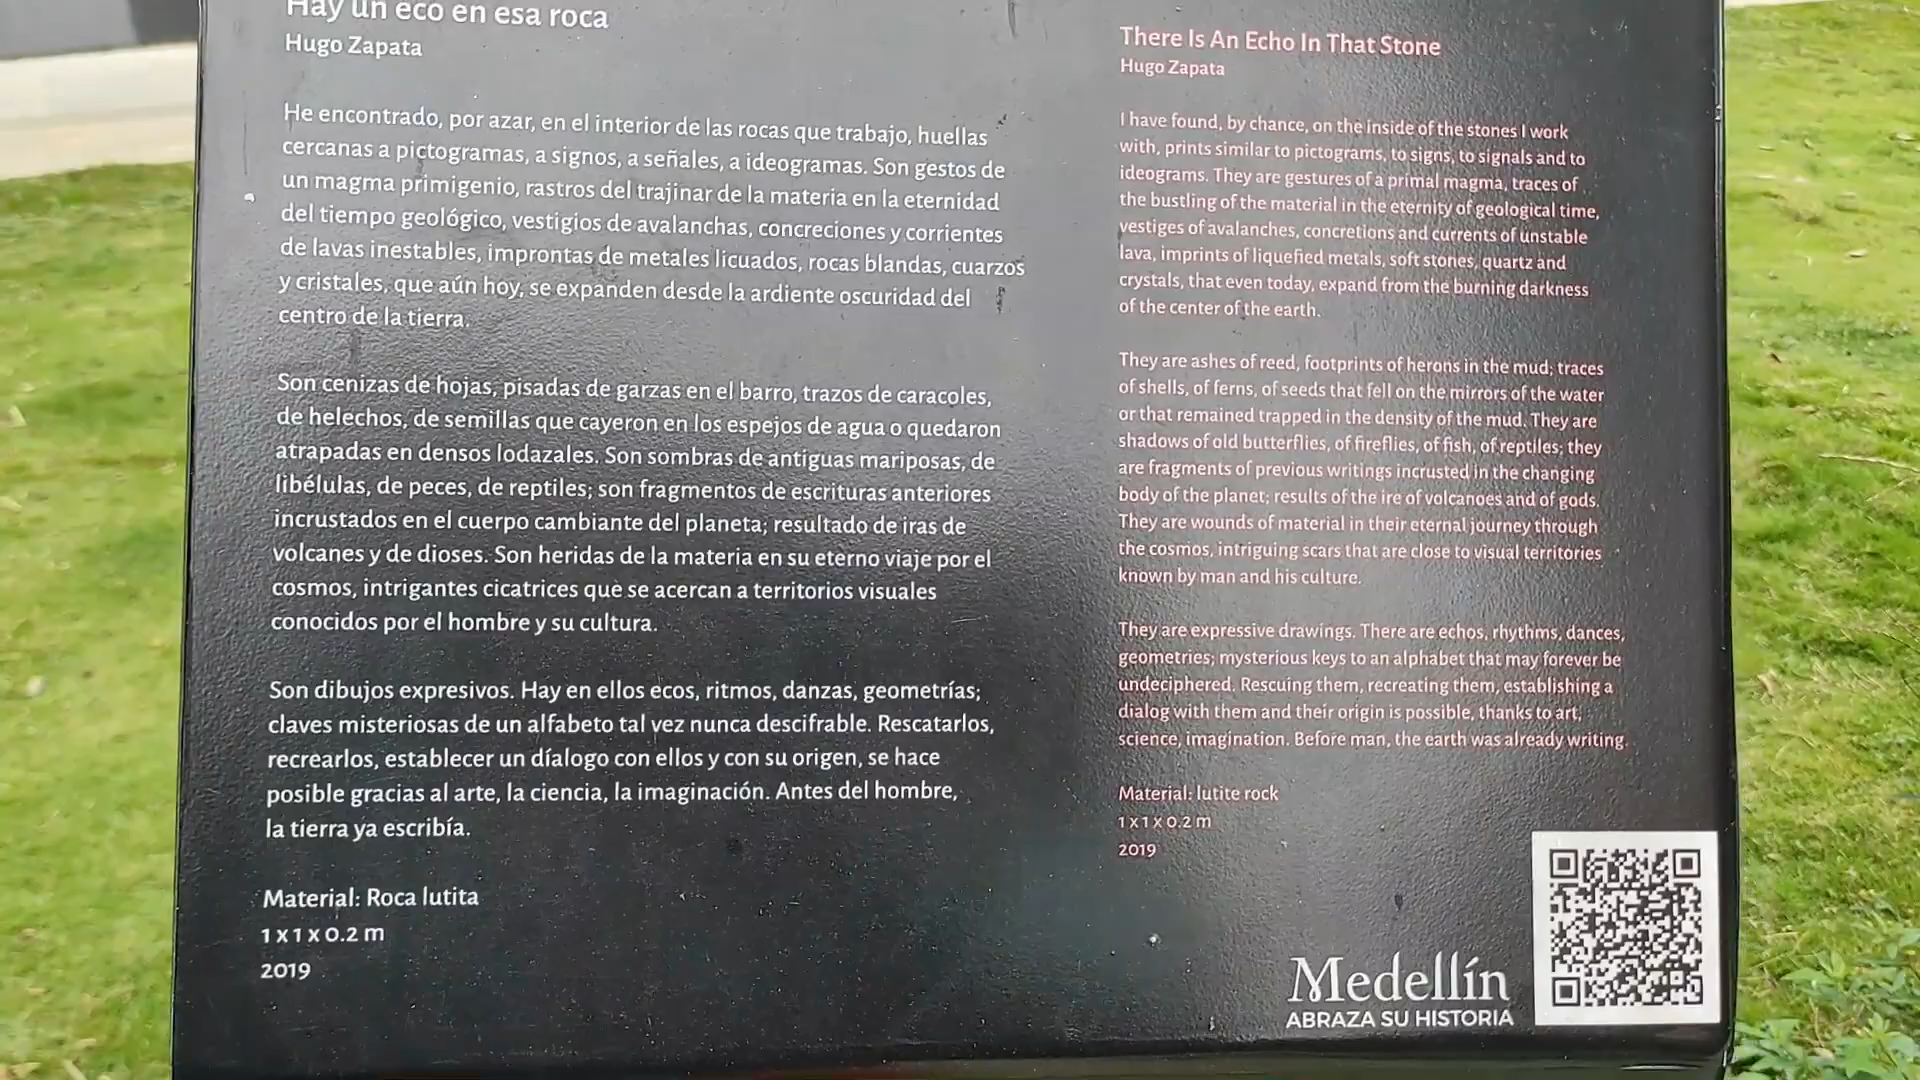 Hay un eco en esa roca
Hugo Zapata
He encontrado, por azar, en el interior de las rocas que trabajo, huellas
cercanas a pictogramas, a signos, a señales, a ideogramas. Son gestos de
un magma primigenio, rastros del trajinar de la materia en la eternidad
del tiempo geológico, vestigios de avalanchas, concreciones y corrientes
de lavas inestables, improntas de metales licuados, rocas blandas, cuarzos
y cristales, que aún hoy, se expanden desde la ardiente oscuridad del
centro de la tierra.
Son cenizas de hojas, pisadas de garzas en el barro, trazos de caracoles,
de helechos, de semillas que cayeron en los espejos de agua o quedaron
atrapadas en densos lodazales. Son sombras de antiguas mariposas, de
libélulas, de peces, de reptiles; son fragmentos de escrituras anteriores
incrustados en el cuerpo cambiante del planeta; resultado de iras de
volcanes y de dioses. Son heridas de la materia en su eterno viaje por el
cosmos, intrigantes cicatrices que se acercan a territorios visuales
conocidos por el hombre y su cultura.
Son dibujos expresivos. Hay en ellos ecos, ritmos, danzas, geometrías;
claves misteriosas de un alfabeto tal vez nunca descifrable. Rescatarlos,
recrearlos, establecer un díalogo con ellos y con su origen, se hace
posible gracias al arte, la ciencia, la imaginación. Antes del hombre,
la tierra ya escribía.
Material: Roca lutita
1 x 1 x 0.2 m
2019
There Is An Echo In That Stone
Hugo Zapata
I have found, by chance, on the inside of the stones I work
with, prints similar to pictograms, to signs, to signals and to
ideograms. They are gestures of a primal magma, traces of
the bustling of the material in the eternity of geological time,
vestiges of avalanches, concretions and currents of unstable
lava, imprints of liquefied metals, soft stones, quartz and
crystals, that even today, expand from the burning darkness
of the center of the earth.
They are ashes of reed, footprints of herons in the mud; traces
of shells, of ferns, of seeds that fell on the mirrors of the water
or that remained trapped in the density of the mud. They are
shadows of old butterflies, of fireflies, of fish, of reptiles; they
are fragments of previous writings incrusted in the changing
body of the planet; results of the ire of volcanoes and of gods.
They are wounds of material in their eternal journey through
the cosmos, intriguing scars that are close to visual territories
known by man and his culture.
They are expressive drawings. There are echos, rhythms, dances,
geometries; mysterious keys to an alphabet that may forever be
undeciphered. Rescuing them, recreating them, establishing a
dialog with them and their origin is possible, thanks to art,
science, imagination. Before man, the earth was already writing.
Material: lutite rock
1 x 1 x 0.2 m
2019
Medellín
ABRAZA SU HISTORIA